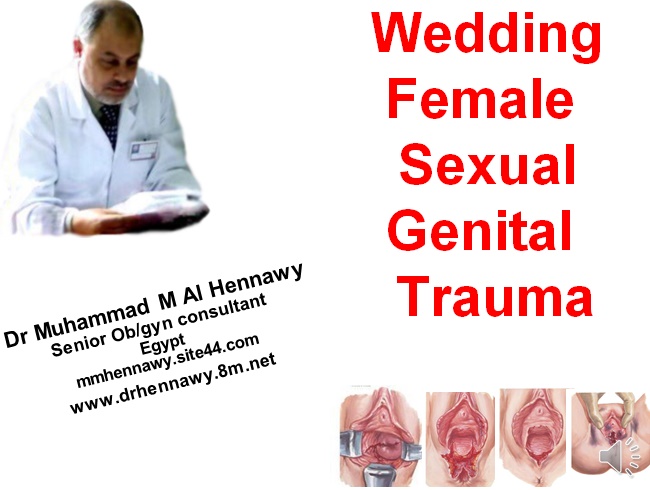 Wedding
Female
Sexual
Genital
Trauma
Dr Muhammad M Al Hennawy
Senior Ob/gyn consultant
Egypt
mmhennawy.site44.com
www.drhennawy.8m.net